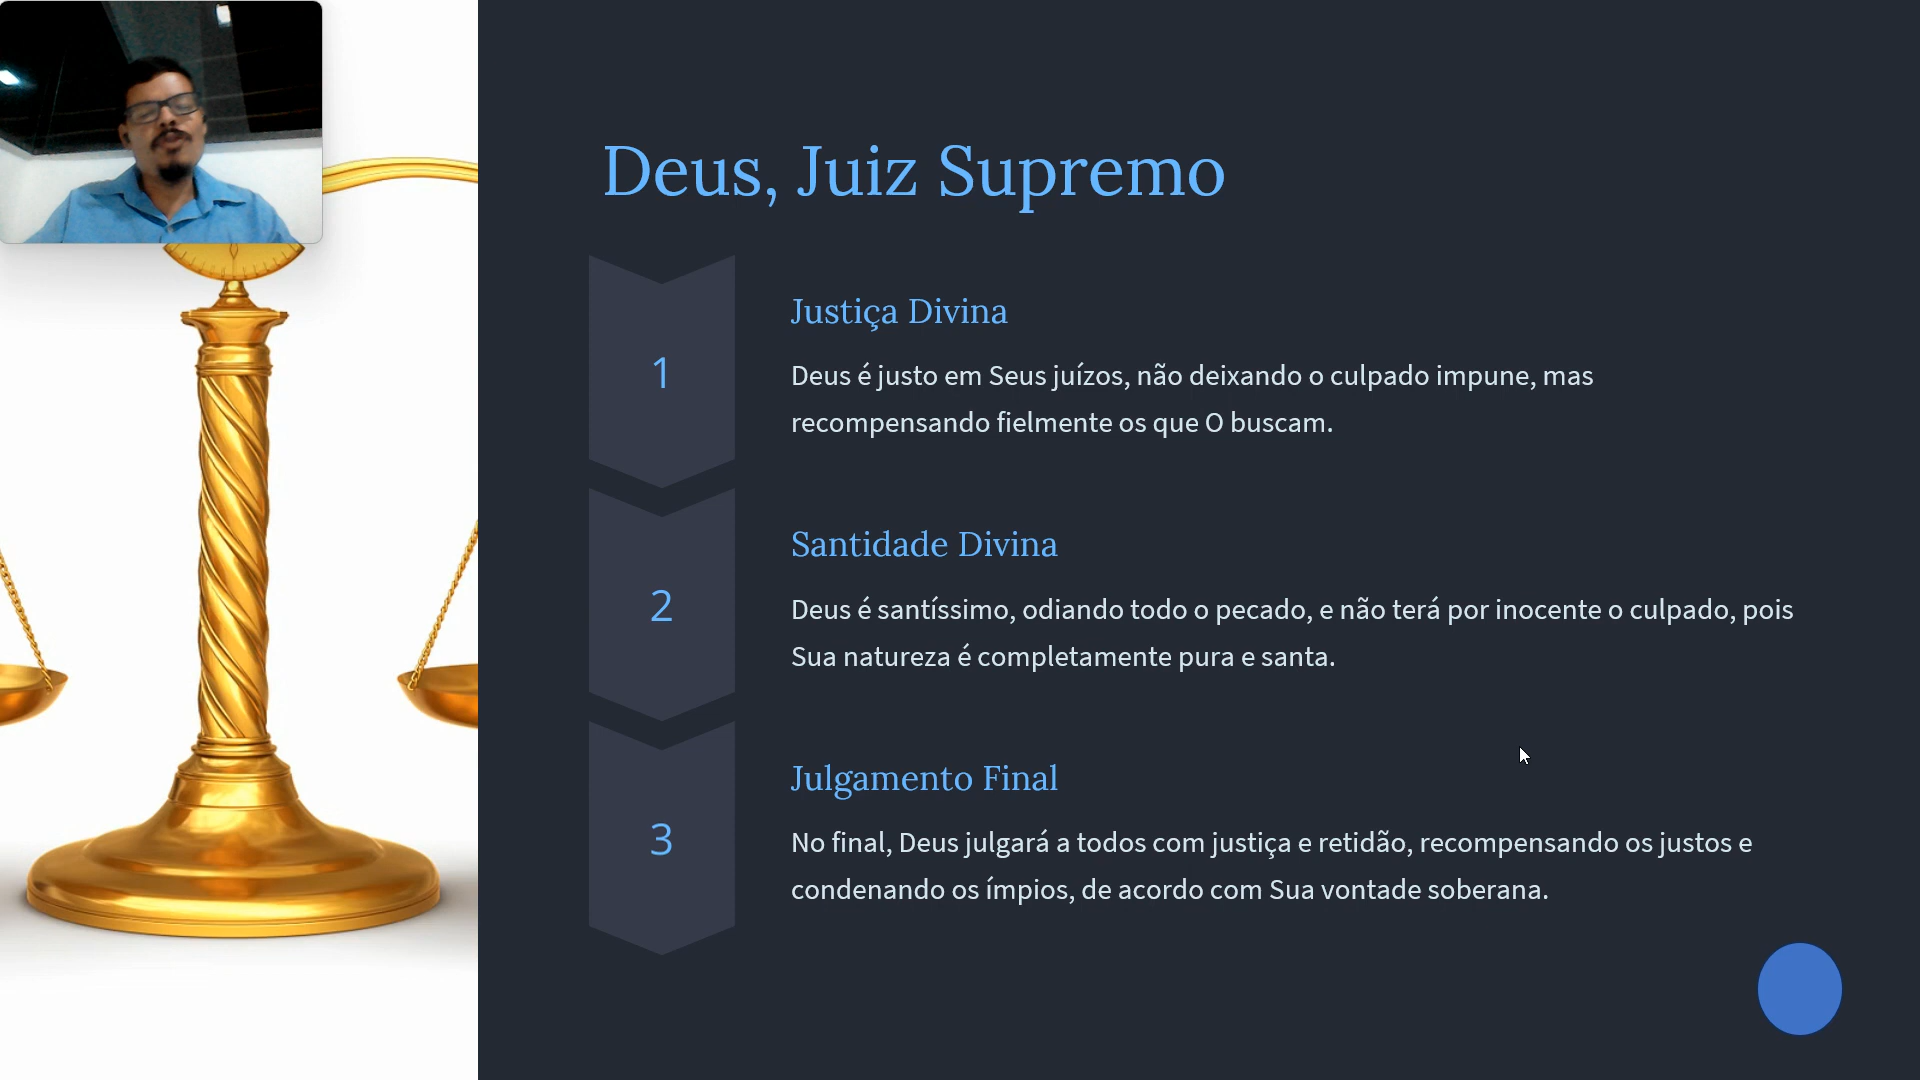 Deus, Juiz Supremo
1
Justiça Divina
Deus é justo em Seus juízos, não deixando o culpado impune, mas
recompensando fielmente os que O buscam.
2
Santidade Divina
Deus é santíssimo, odiando todo o pecado, e não terá por inocente o culpado, pois
Sua natureza é completamente pura e santa.
3
Julgamento Final
No final, Deus julgará a todos com justiça e retidão, recompensando os justos e
condenando os ímpios, de acordo com Sua vontade soberana.